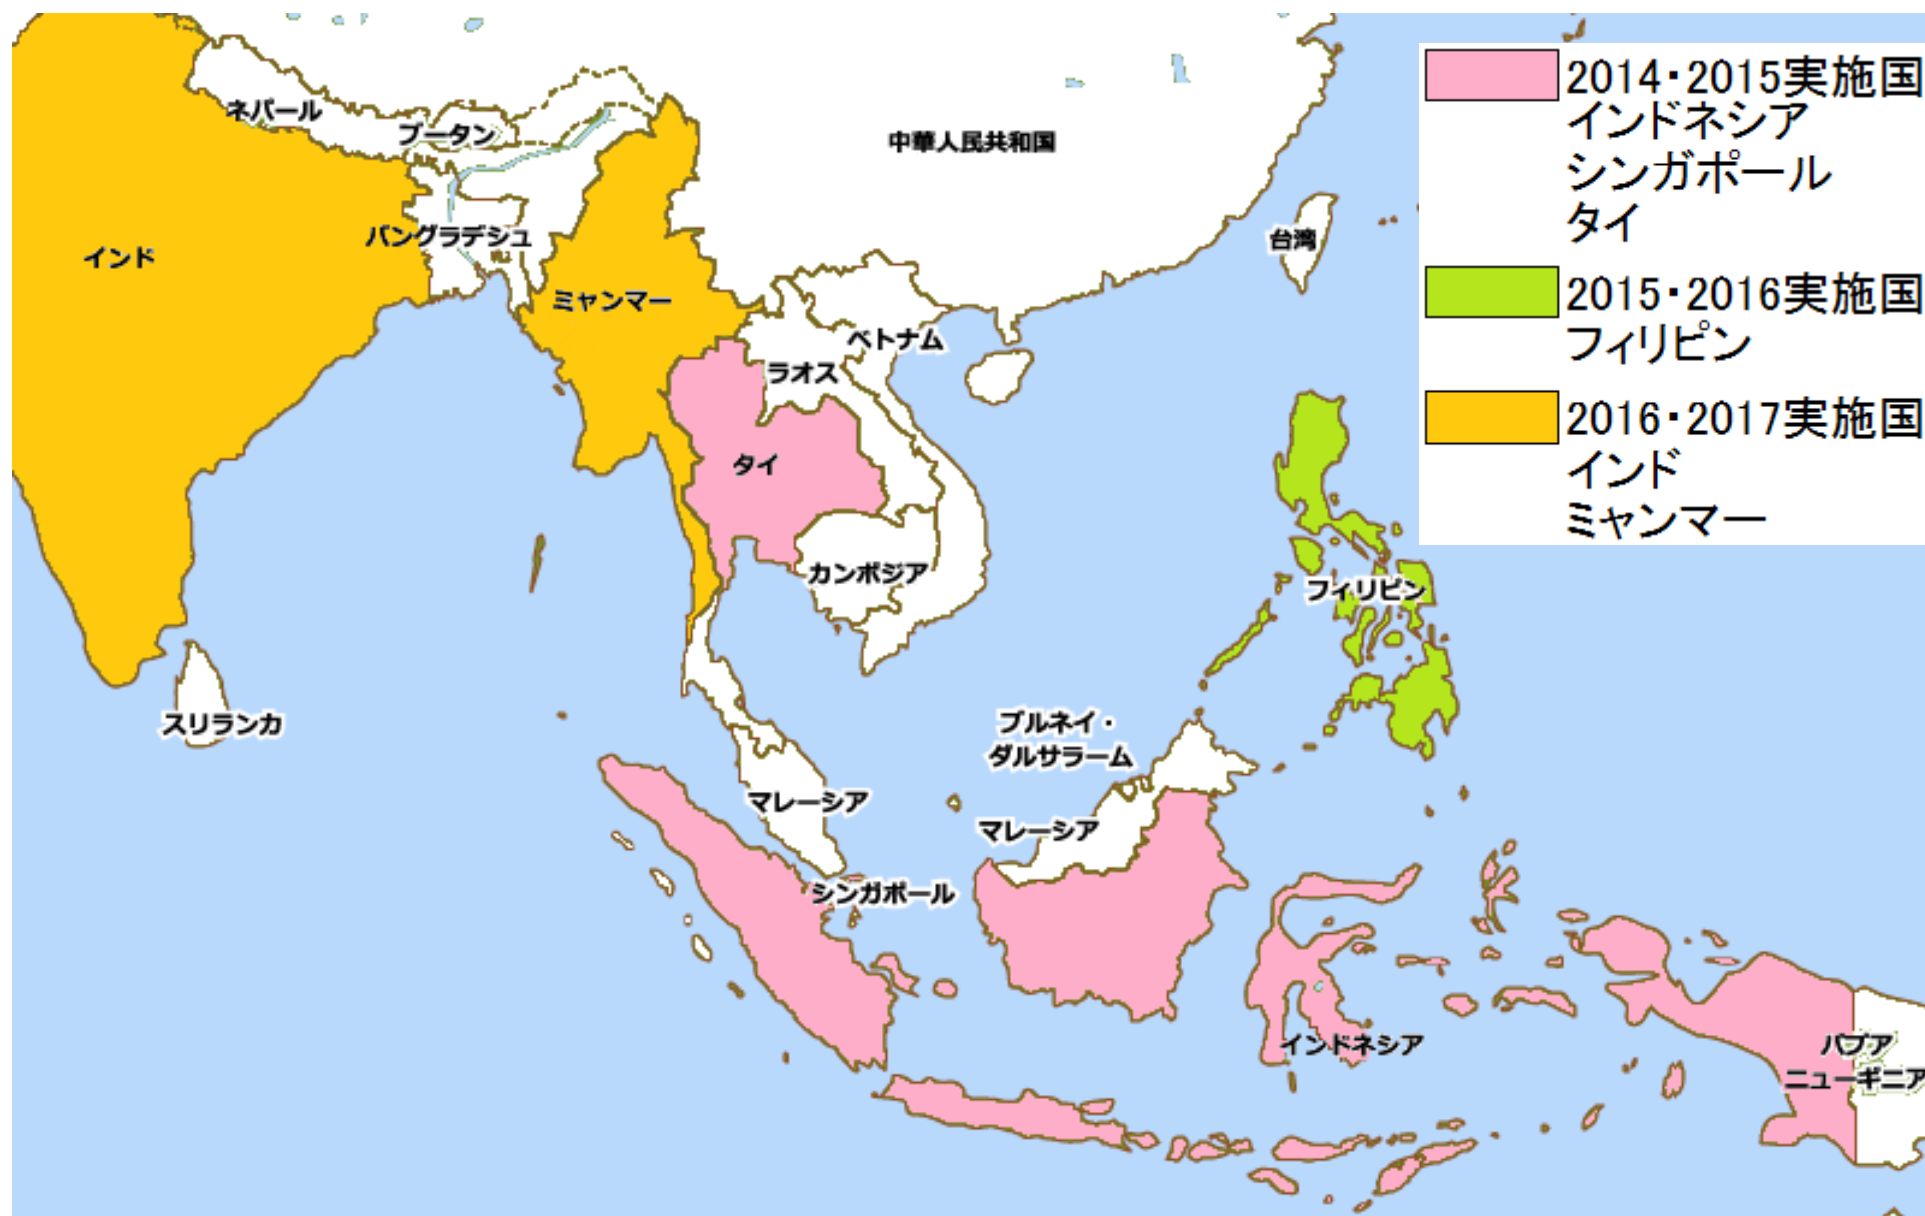 2014・2015実施国
インドネシア
シンガポール
タイ
2015・2016実施国
フィリピン
2016・2017実施国
インド
ミャンマー
ネパール
ブータン
中華人民共和国
バングラデシュ
インド
台湾
ミャンマー
ベトナム
ラオス
タイ
カンボジア
フィリピン
スリランカ
ブルネイ・
ダルサラーム
マレーシア
マレーシア
シンガポール
インドネシア
パプア
ニューギニア